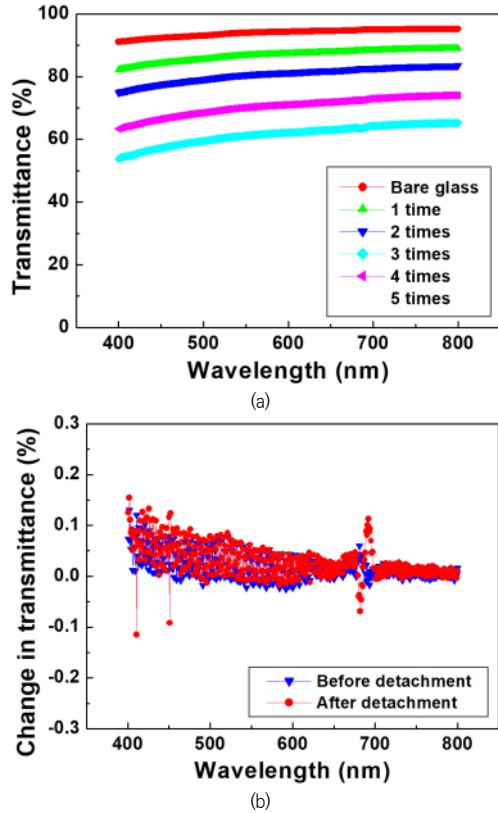 100
80
60
40
20
0
Transmittance (%)
Bare glass
1 time
2 times
3 times
4 times
5 times
400 500 600 700 800
Wavelength (nm)
(a)
0.3
0.2
0.1
0.0
-0.1
-0.2
-0.3
Change in transmittance (%)
Before detachment
After detachment
400 500 600 700 800
Wavelength (nm)
(b)